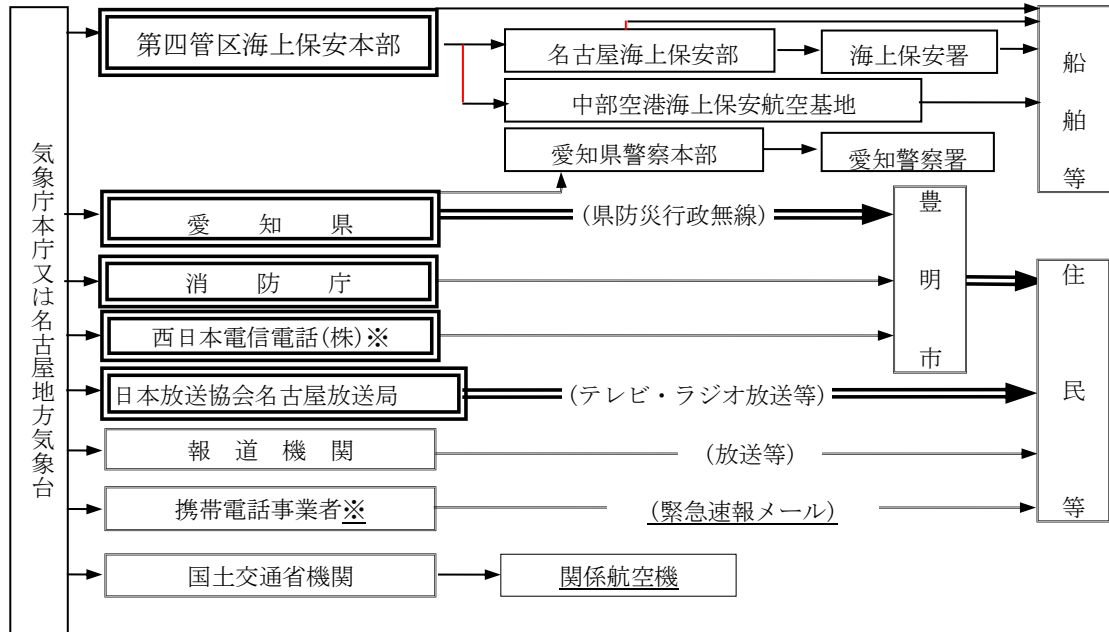 気象庁本庁又は名古屋地方気象台
第四管区海上保安本部
名古屋海上保安部
海上保安署
船舶等
中部空港海上保安航空基地
愛知県警察本部
愛知警察署
愛知県
(県防災行政無線)
豊明市
消防庁
住民等
西日本電信電話(株)※
日本放送協会名古屋放送局
(テレビ・ラジオ放送等)
報道機関
(放送等)
携帯電話事業者※
(緊急速報メール)
国土交通省機関
関係航空機